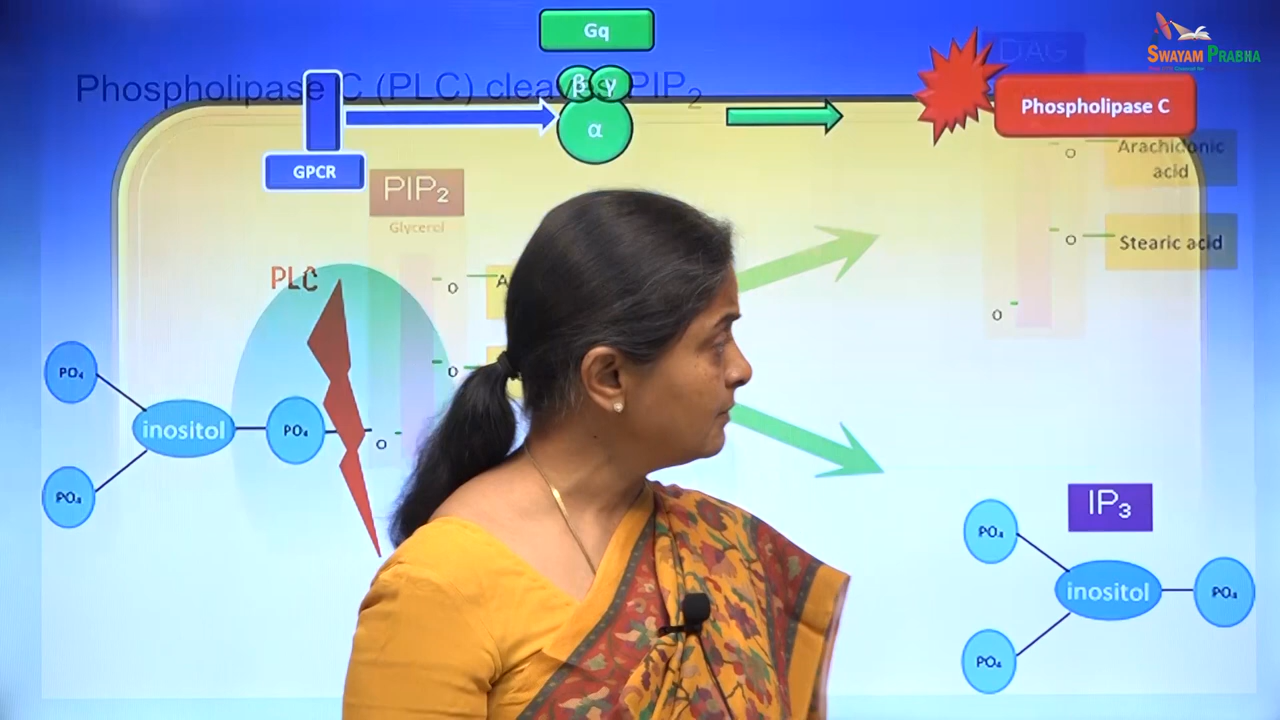 Gq
SWAYAM PRABHA
DAG
Phospholipase C (PLC) cleaves PIP₂
β γ
α
Phospholipase C
GPCR
PIP₂
Glycerol
O
Arachidonic
acid
O
Stearic acid
PLC
O
A
O
O
PO₄
inositol
PO₄
O
PO₄
IP₃
PO₄
inositol
PO₄
PO₄